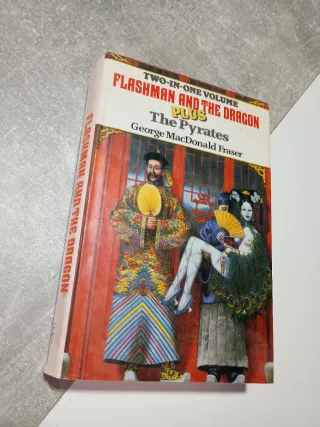 TWO-IN-ONE VOLUME
FLASHMAN AND THE DRAGON
PLUS
The Pyrates
George MacDonald Fraser
FLASHMAN AND THE DRAGON